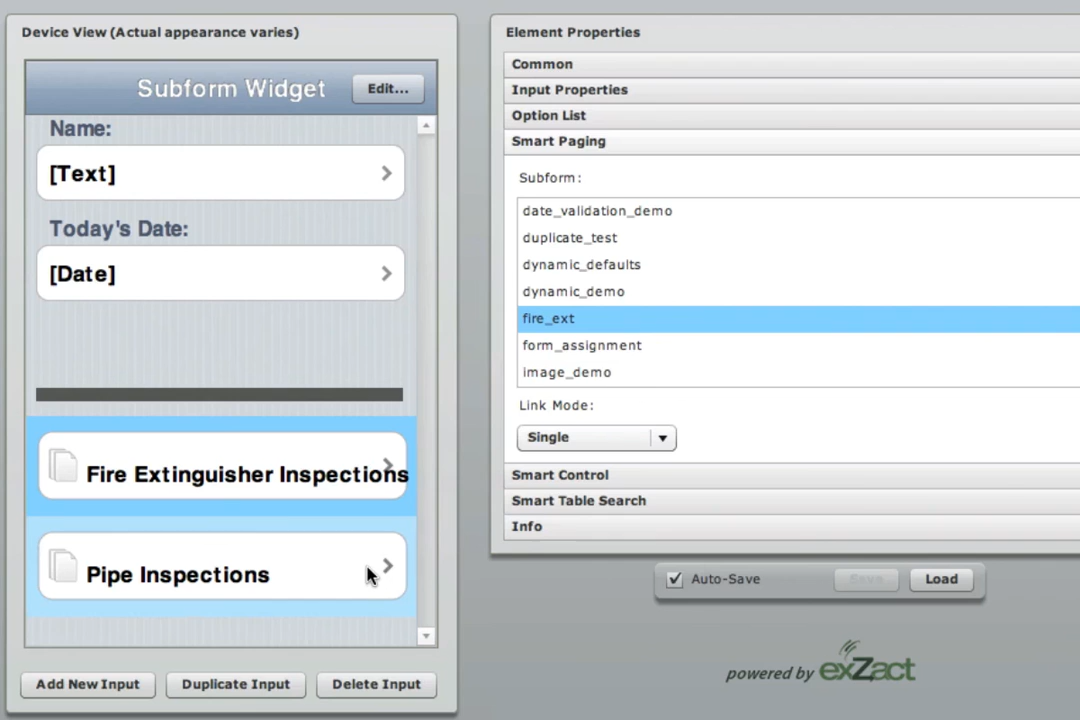 Device View (Actual appearance varies)
Subform Widget
Edit...
Name:
[Text]
Today's Date:
[Date]
Fire Extinguisher Inspections
Pipe Inspections
Add New Input
Duplicate Input
Delete Input
Element Properties
Common
Input Properties
Option List
Smart Paging
Subform:
date_validation_demo
duplicate_test
dynamic_defaults
dynamic_demo
fire_ext
form_assignment
image_demo
Link Mode:
Single
Smart Control
Smart Table Search
Info
Auto-Save
Save
Load
powered by exZact